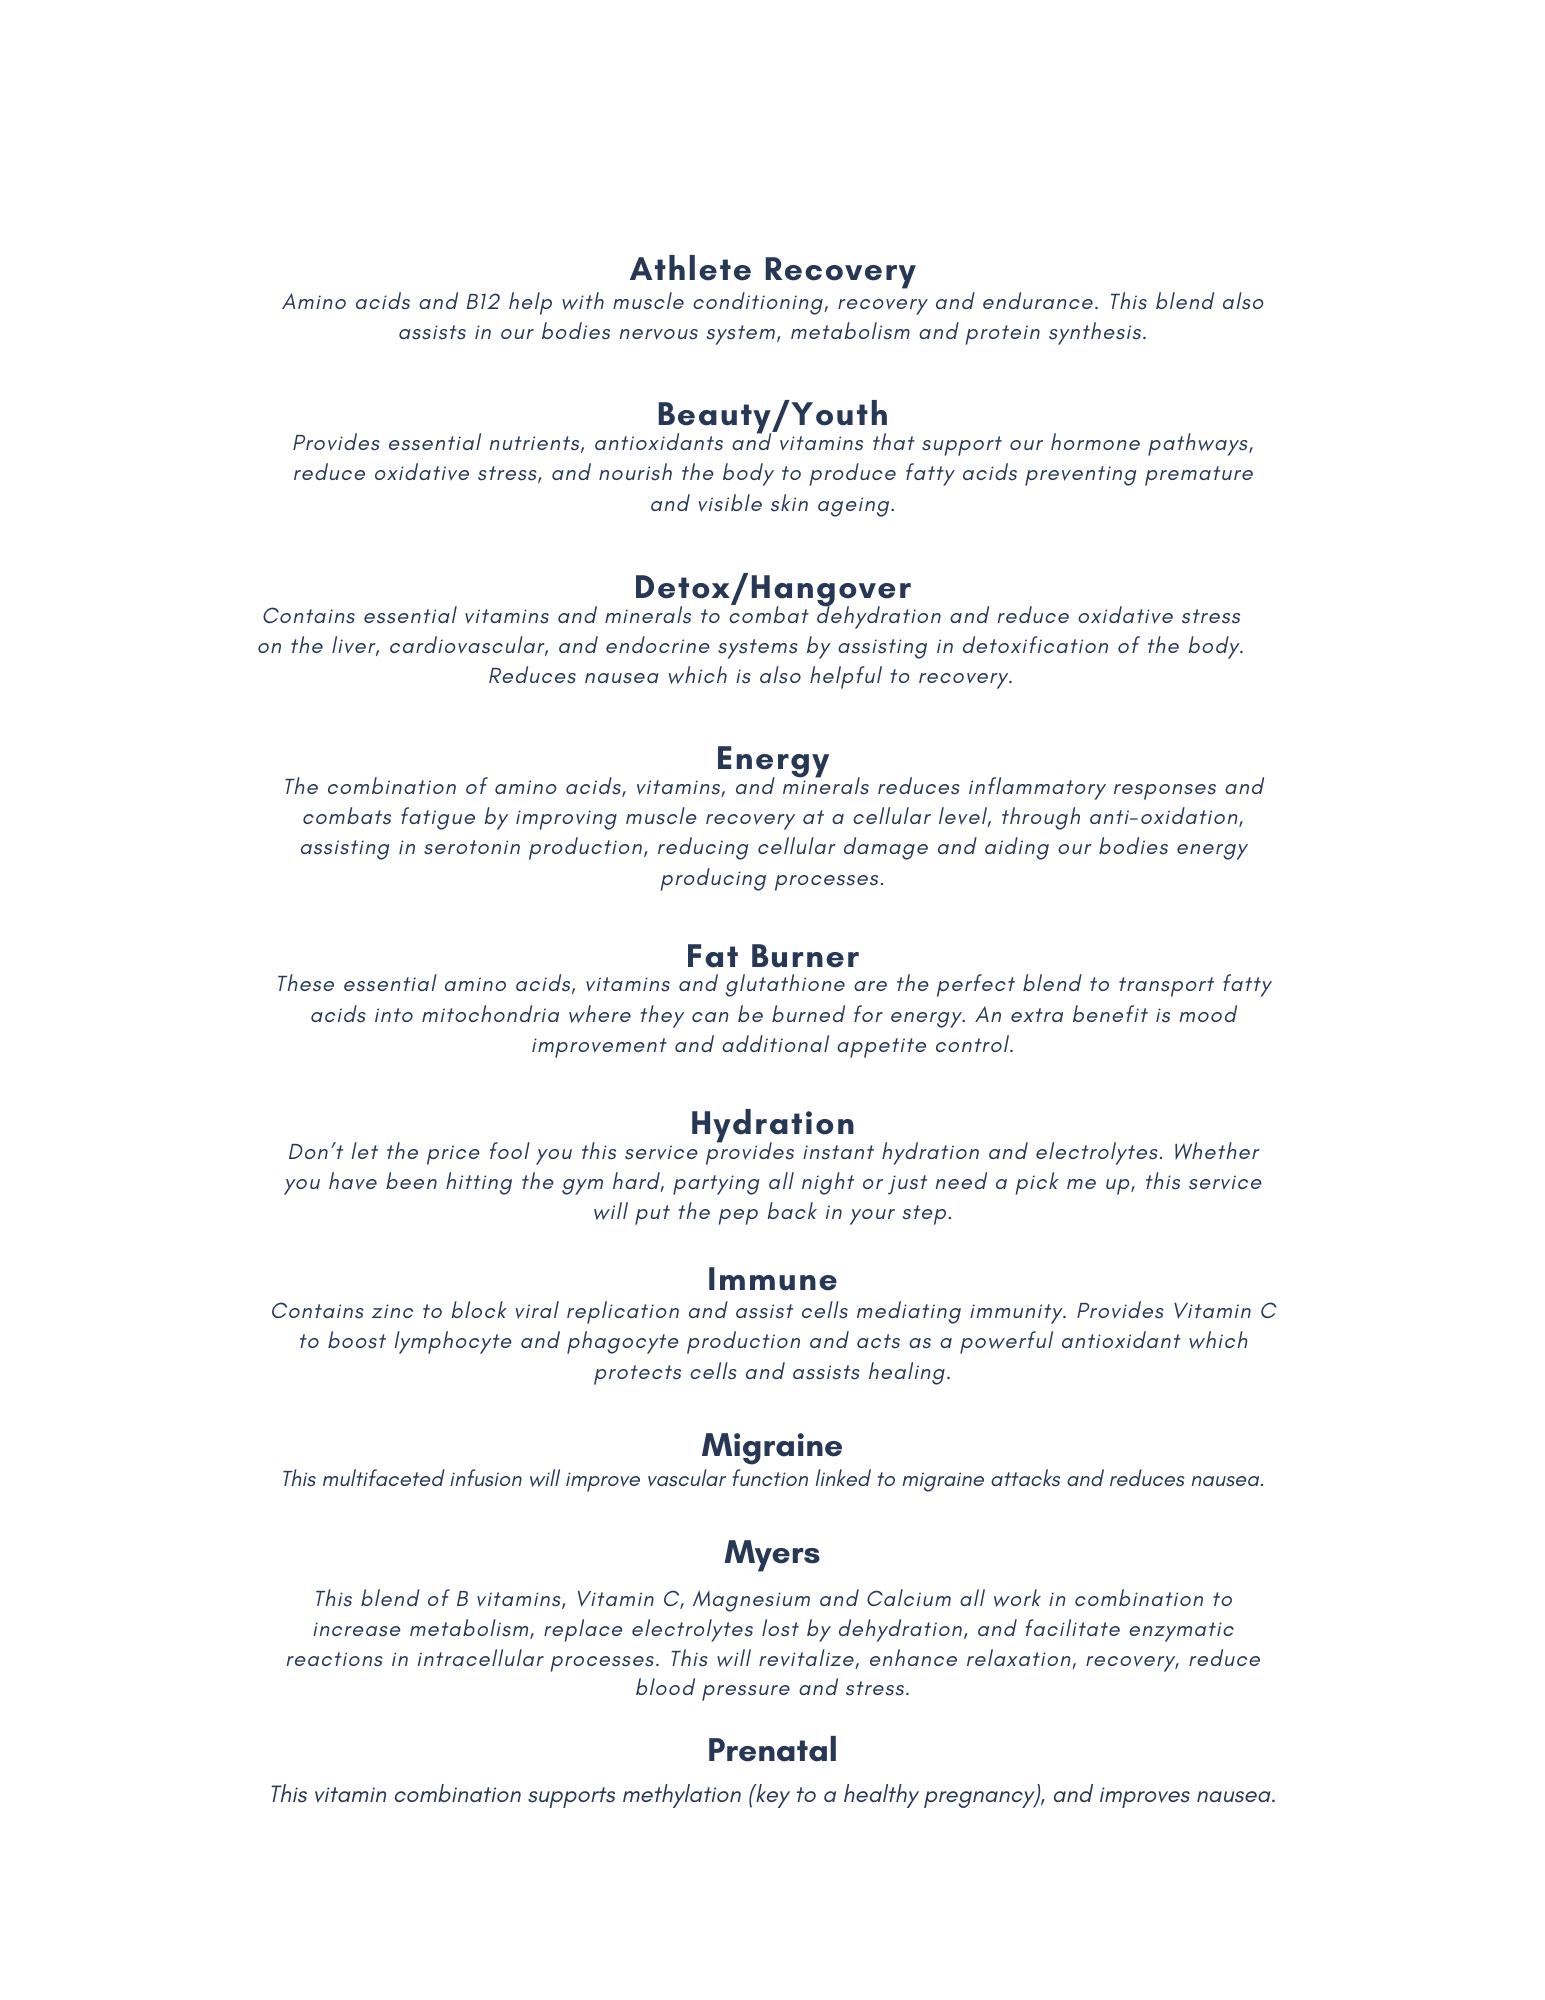 Athlete Recovery
Amino acids and B12 help with muscle conditioning, recovery and endurance. This blend also
assists in our bodies nervous system, metabolism and protein synthesis.
Beauty/Youth
Provides essential nutrients, antioxidants and vitamins that support our hormone pathways,
reduce oxidative stress, and nourish the body to produce fatty acids preventing premature
and visible skin ageing.
Detox/Hangover
Contains essential vitamins and minerals to combat dehydration and reduce oxidative stress
on the liver, cardiovascular, and endocrine systems by assisting in detoxification of the body.
Reduces nausea which is also helpful to recovery.
Energy
The combination of amino acids, vitamins, and minerals reduces inflammatory responses and
combats fatigue by improving muscle recovery at a cellular level, through anti-oxidation,
assisting in serotonin production, reducing cellular damage and aiding our bodies energy
producing processes.
Fat Burner
These essential amino acids, vitamins and glutathione are the perfect blend to transport fatty
acids into mitochondria where they can be burned for energy. An extra benefit is mood
improvement and additional appetite control.
Hydration
Don't let the price fool you this service provides instant hydration and electrolytes. Whether
you have been hitting the gym hard, partying all night or just need a pick me up, this service
will put the pep back in your step.
Immune
Contains zinc to block viral replication and assist cells mediating immunity. Provides Vitamin C
to boost lymphocyte and phagocyte production and acts as a powerful antioxidant which
protects cells and assists healing.
Migraine
This multifaceted infusion will improve vascular function linked to migraine attacks and reduces nausea.
Myers
This blend of B vitamins, Vitamin C, Magnesium and Calcium all work in combination to
increase metabolism, replace electrolytes lost by dehydration, and facilitate enzymatic
reactions in intracellular processes. This will revitalize, enhance relaxation, recovery, reduce
blood pressure and stress.
Prenatal
This vitamin combination supports methylation (key to a healthy pregnancy), and improves nausea.